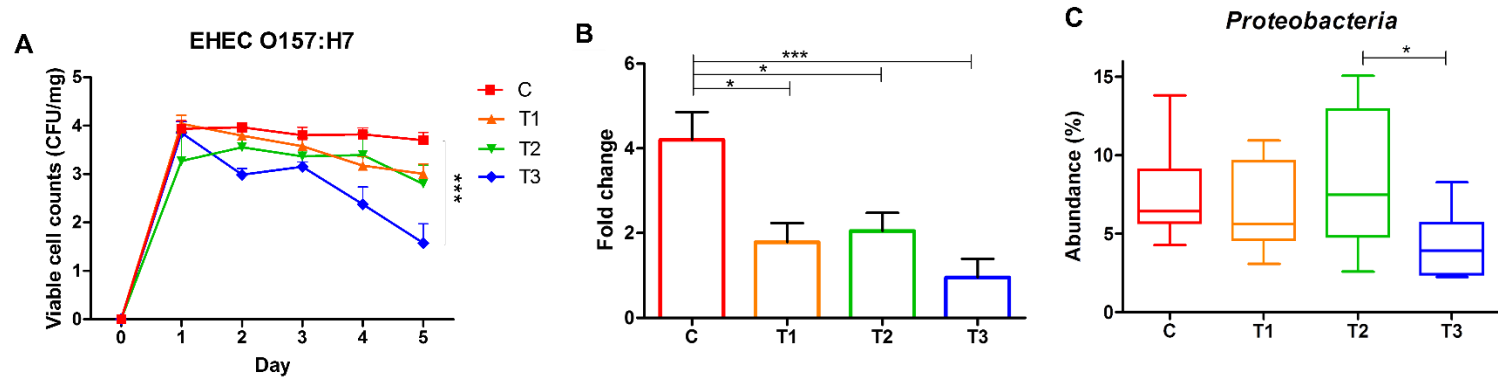 A
EHEC O157:H7
Viable cell counts (CFU/mg)
5
4
3
2
1
0
0 1 2 3 4 5
Day
C
T1
T2
T3
***
B
Fold change
6
4
2
0
***
*
*
C T1 T2 T3
C
Proteobacteria
Abundance (%)
15
10
5
0
*
C T1 T2 T3